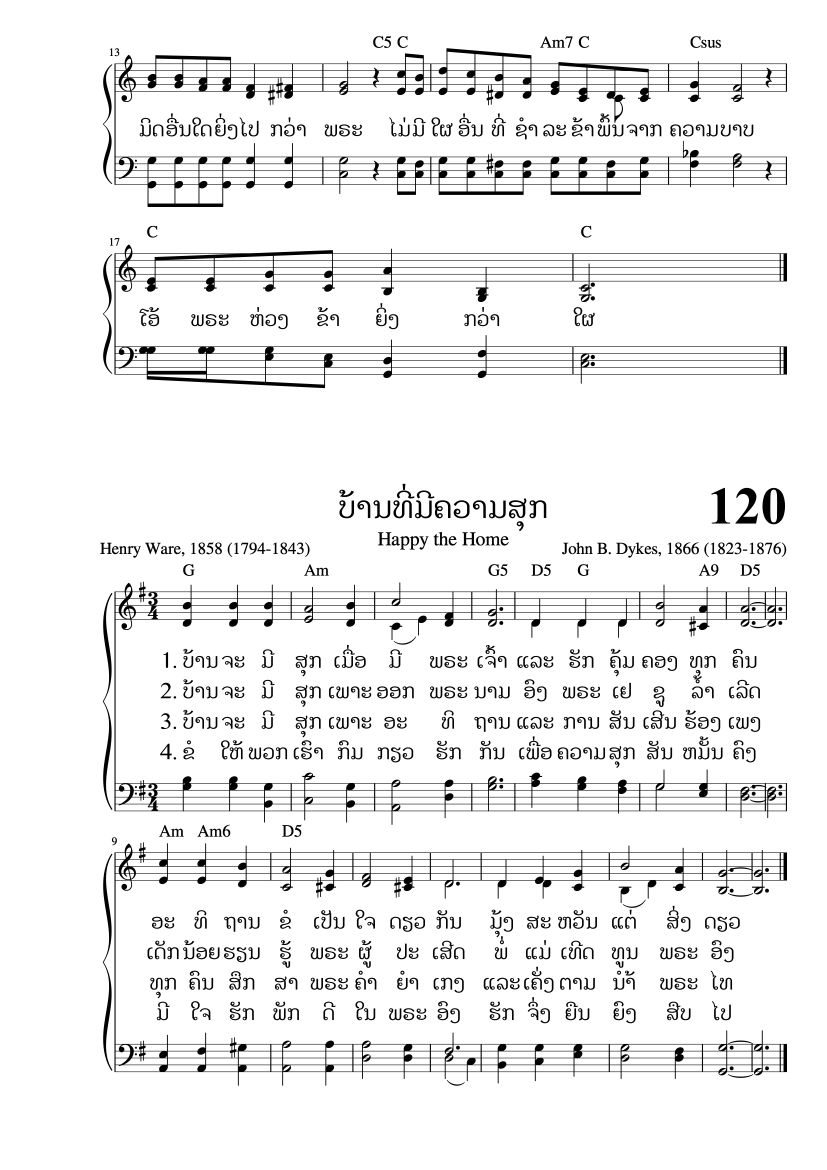 C5 C Am7 C Csus
13
ມິດອື່ນໃດຍິ່ງໄປ ກວ່າ ພຣະ ໄມ່ມີ ໃຜ ອື່ນ ທີ່ ຊຳ ລະ ຂ້າພົ້ນຈາກ ຄວາມບາບ
C C
17
ໂອ້ ພຣະ ຫ່ວງ ຂ້າ ຍິ່ງ ກວ່າ ໃຜ
ບ້ານທີ່ມີຄວາມສຸກ 120
Happy the Home
Henry Ware, 1858 (1794-1843) John B. Dykes, 1866 (1823-1876)
G Am G5 D5 G A9 D5
1. ບ້ານຈະ ມີ ສຸກ ເມື່ອ ມີ ພຣະ ເຈົ້າ ແລະ ຮັກ ຄຸ້ມ ຄອງ ທຸກ ຄົນ
2. ບ້ານຈະ ມີ ສຸກ ເພາະ ອອກ ພຣະ ນາມ ອົງ ພຣະ ເຢ ຊູ ລ້ຳ ເລີດ
3. ບ້ານຈະ ມີ ສຸກ ເພາະ ອະ ທິ ຖານ ແລະ ການ ສັນ ເສີນ ຮ້ອງ ເພງ
4. ຂໍ ໃຫ້ ພວກ ເຮົາ ກົມ ກຽວ ຮັກ ກັນ ເພື່ອ ຄວາມ ສຸກ ສັນ ຫມັ້ນ ຄົງ
9
Am Am6 D5
ອະ ທິ ຖານ ຂໍ ເປັນ ໃຈ ດຽວ ກັນ ມຸ້ງ ສະ ຫວັນ ແຕ່ ສິ່ງ ດຽວ
ເດັກ ນ້ອຍ ຮຽນ ຮູ້ ພຣະ ຜູ້ ປະ ເສີດ ພໍ່ ແມ່ ເທີດ ທູນ ພຣະ ອົງ
ທຸກ ຄົນ ສຶກ ສາ ພຣະ ຄຳ ຍຳ ເກງ ແລະເຄັ່ງ ຕາມ ນຳ້ ພຣະ ໄທ
ມີ ໃຈ ຮັກ ພັກ ດີ ໃນ ພຣະ ອົງ ຮັກ ຈຶ່ງ ຍືນ ຍົງ ສືບ ໄປ